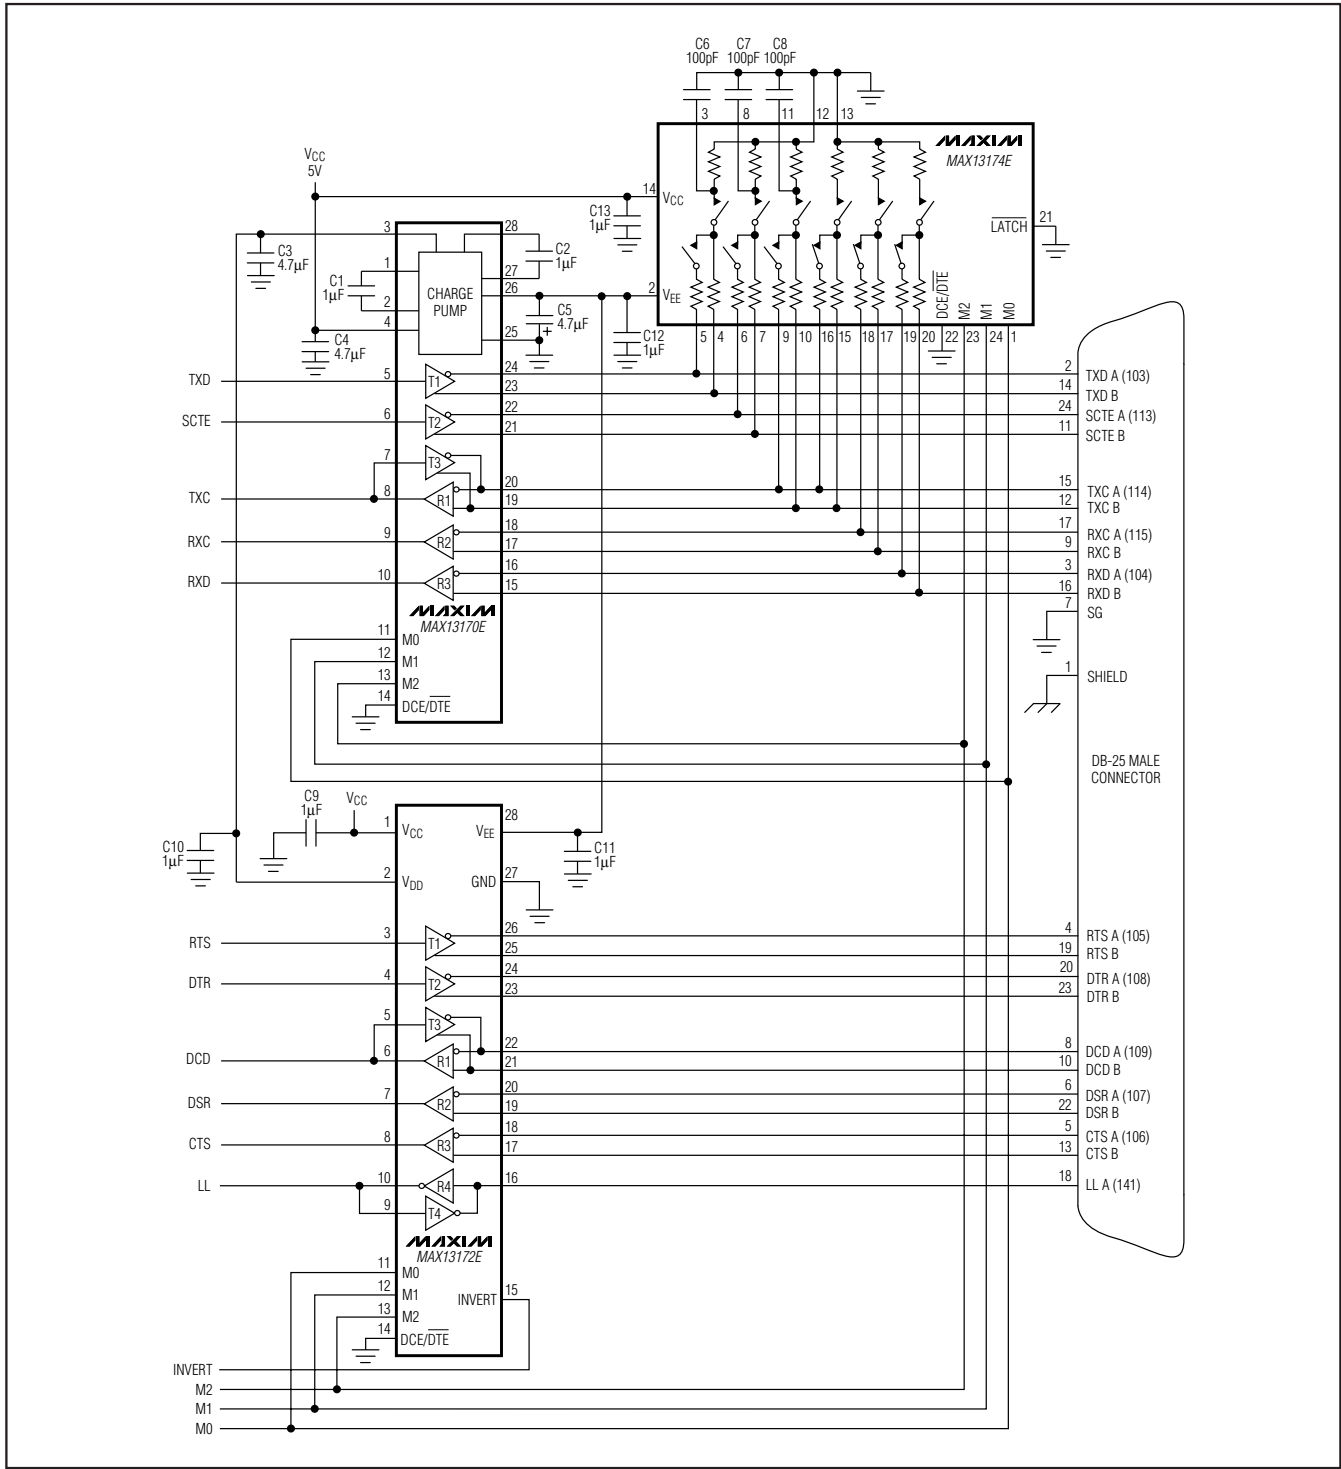 C6 C7 C8
100pF 100pF 100pF
3 8 11 12 13
MAXIM
MAX13174E
VCC
5V
14 VCC
C13
1µF
LATCH 21
3 28
C3
4.7µF
C2
1µF
1 27
C1
1µF
CHARGE
PUMP
26
2 VEE
2
C5
4.7µF
+
4 25
C4
4.7µF
C12
1µF
DCE/DTE M2 M1 M0
5 4 6 7 9 10 16 15 18 17 19 20 22 23 24 1
TXD 5 T1 24 2 TXD A (103)
23 14 TXD B
SCTE 6 T2 22 24 SCTE A (113)
21 11 SCTE B
7 T3
TXC 8 R1 20 15 TXC A (114)
19 12 TXC B
RXC 9 R2 18 17 RXC A (115)
17 9 RXC B
RXD 10 R3 16 3 RXD A (104)
15 16 RXD B
7 SG
MAXIM
MAX13170E
11 M0
12 M1
13 M2
14 DCE/DTE
1 SHIELD
DB-25 MALE
CONNECTOR
C9
1µF
VCC
1 VCC VEE 28
C10
1µF
C11
1µF
2 VDD GND 27
RTS 3 T1 26 4 RTS A (105)
25 19 RTS B
DTR 4 T2 24 20 DTR A (108)
23 23 DTR B
5 T3
DCD 6 R1 22 8 DCD A (109)
21 10 DCD B
DSR 7 R2 20 6 DSR A (107)
19 22 DSR B
CTS 8 R3 18 5 CTS A (106)
17 13 CTS B
LL 10 R4 16 18 LL A (141)
9 T4
MAXIM
MAX13172E
11 M0
12 M1 INVERT 15
13 M2
14 DCE/DTE
INVERT
M2
M1
M0